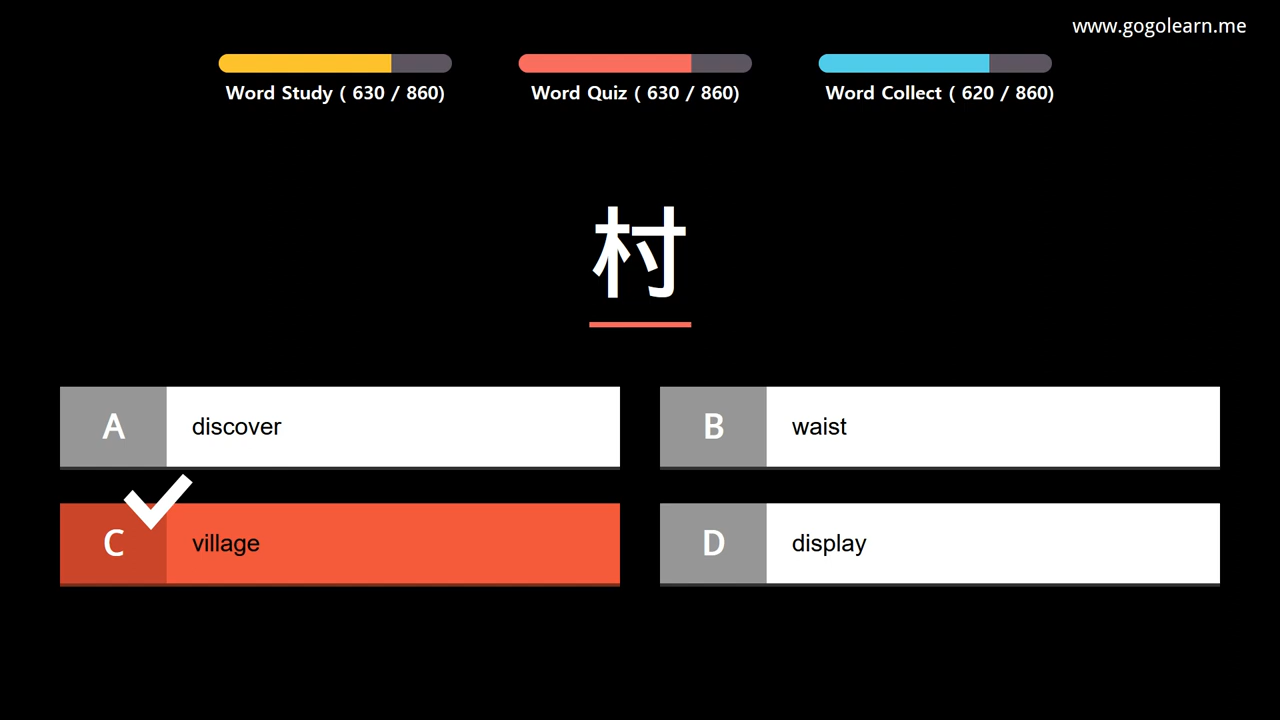 www.gogolearn.me
Word Study ( 630 / 860)
Word Quiz ( 630 / 860)
Word Collect ( 620 / 860)
村
A discover
B waist
C village
D display